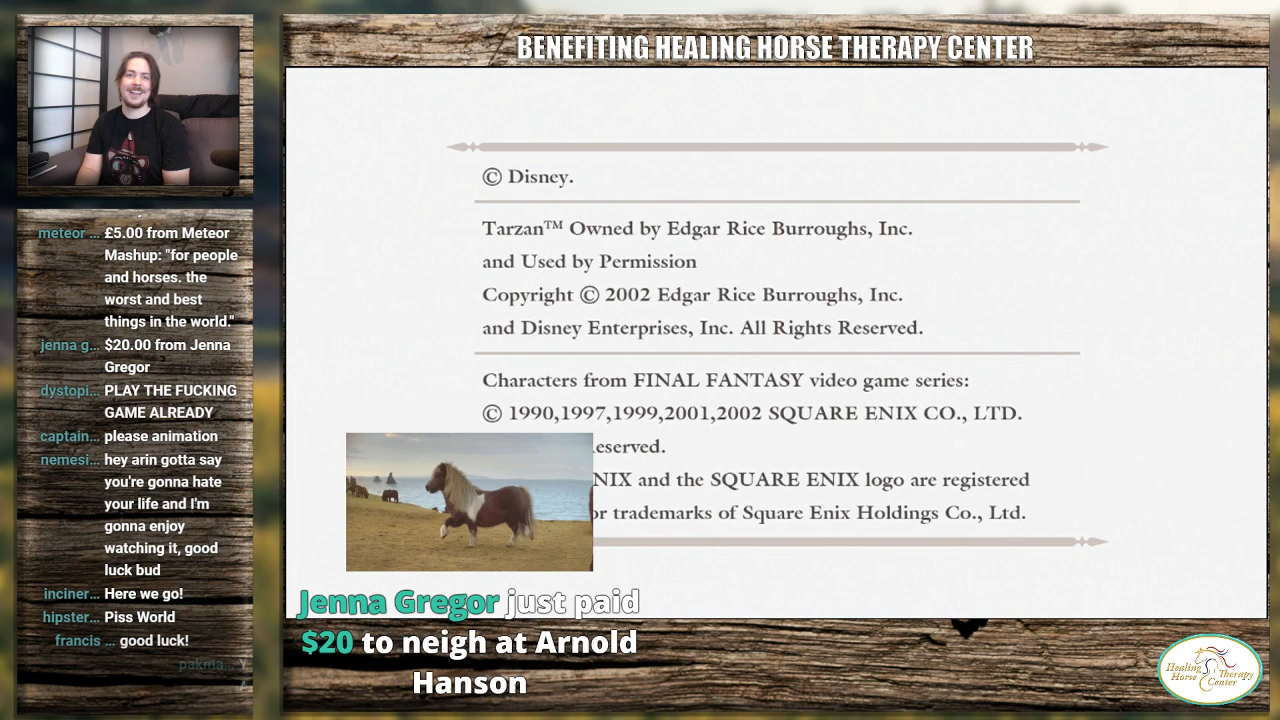 BENEFITING HEALING HORSE THERAPY CENTER
© Disney.
Tarzan™ Owned by Edgar Rice Burroughs, Inc.
and Used by Permission
Copyright © 2002 Edgar Rice Burroughs, Inc.
and Disney Enterprises, Inc. All Rights Reserved.
Characters from FINAL FANTASY video game series:
© 1990,1997,1999,2001,2002 SQUARE ENIX CO., LTD.
eserved.
NIX and the SQUARE ENIX logo are registered
or trademarks of Square Enix Holdings Co., Ltd.
meteor ... £5.00 from Meteor
Mashup: "for people
and horses. the
worst and best
things in the world."
jenna g... $20.00 from Jenna
Gregor
dystopi... PLAY THE FUCKING
GAME ALREADY
captain... please animation
nemesi... hey arin gotta say
you're gonna hate
your life and I'm
gonna enjoy
watching it, good
luck bud
inciner... Here we go!
hipster... Piss World
francis ... good luck!
pakma...
Jenna Gregor just paid
$20 to neigh at Arnold
Hanson
Healing
Horse Therapy
Center